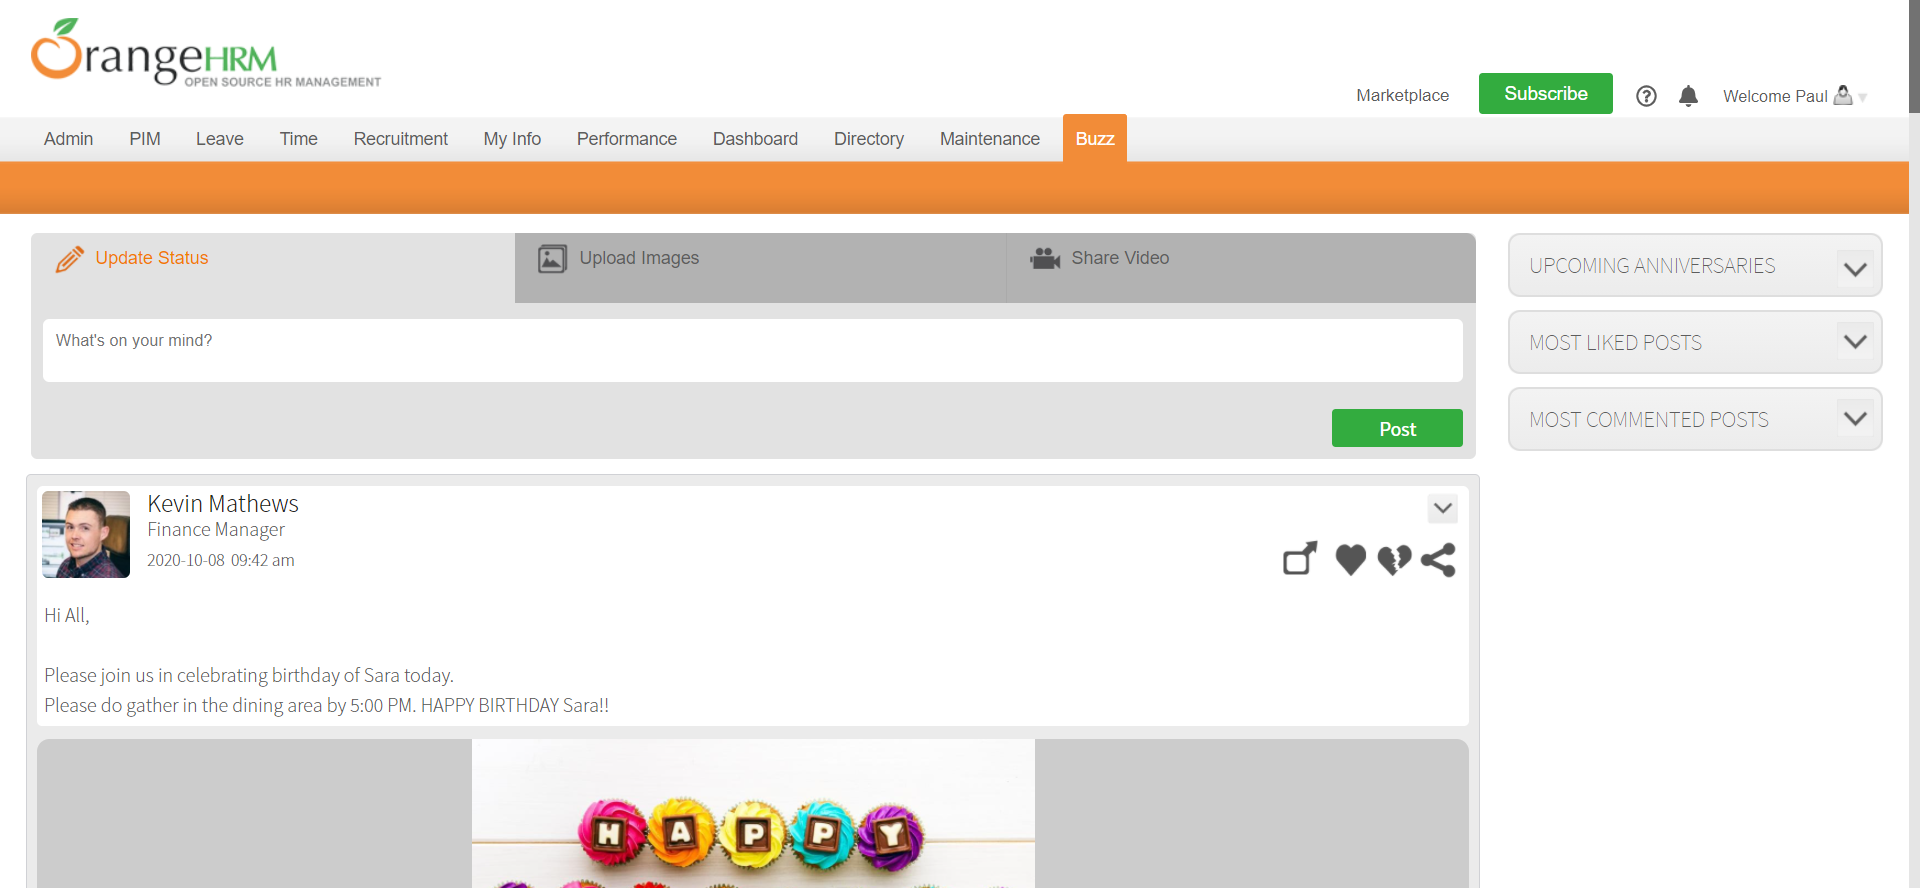 OrangeHRM
OPEN SOURCE HR MANAGEMENT
Marketplace
Subscribe
Welcome Paul
Admin PIM Leave Time Recruitment My Info Performance Dashboard Directory Maintenance Buzz
Update Status
Upload Images
Share Video
What's on your mind?
Post
UPCOMING ANNIVERSARIES
MOST LIKED POSTS
MOST COMMENTED POSTS
Kevin Mathews
Finance Manager
2020-10-08 09:42 am
Hi All,
Please join us in celebrating birthday of Sara today.
Please do gather in the dining area by 5:00 PM. HAPPY BIRTHDAY Sara!!
HAPPY